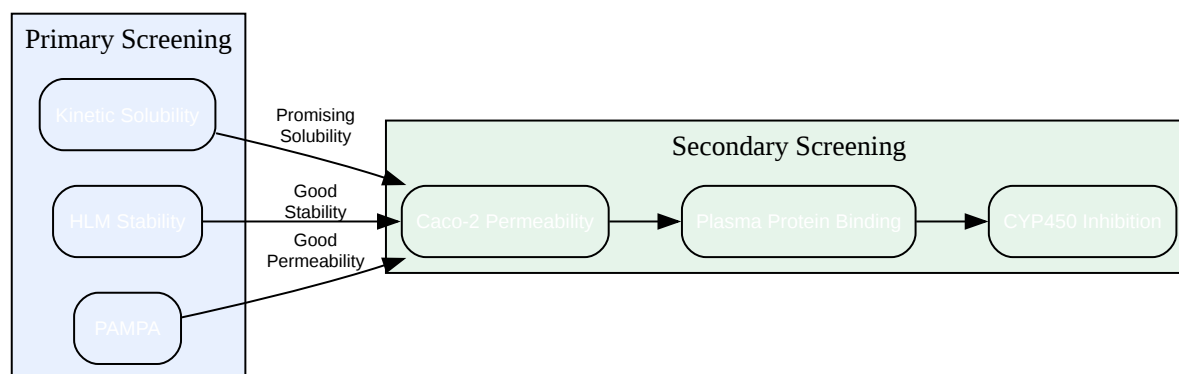 Primary Screening
Kinetic Solubility
HLM Stability
PAMPA
Promising
Solubility
Good
Stability
Good
Permeability
Secondary Screening
Caco-2 Permeability
Plasma Protein Binding
CYP450 Inhibition